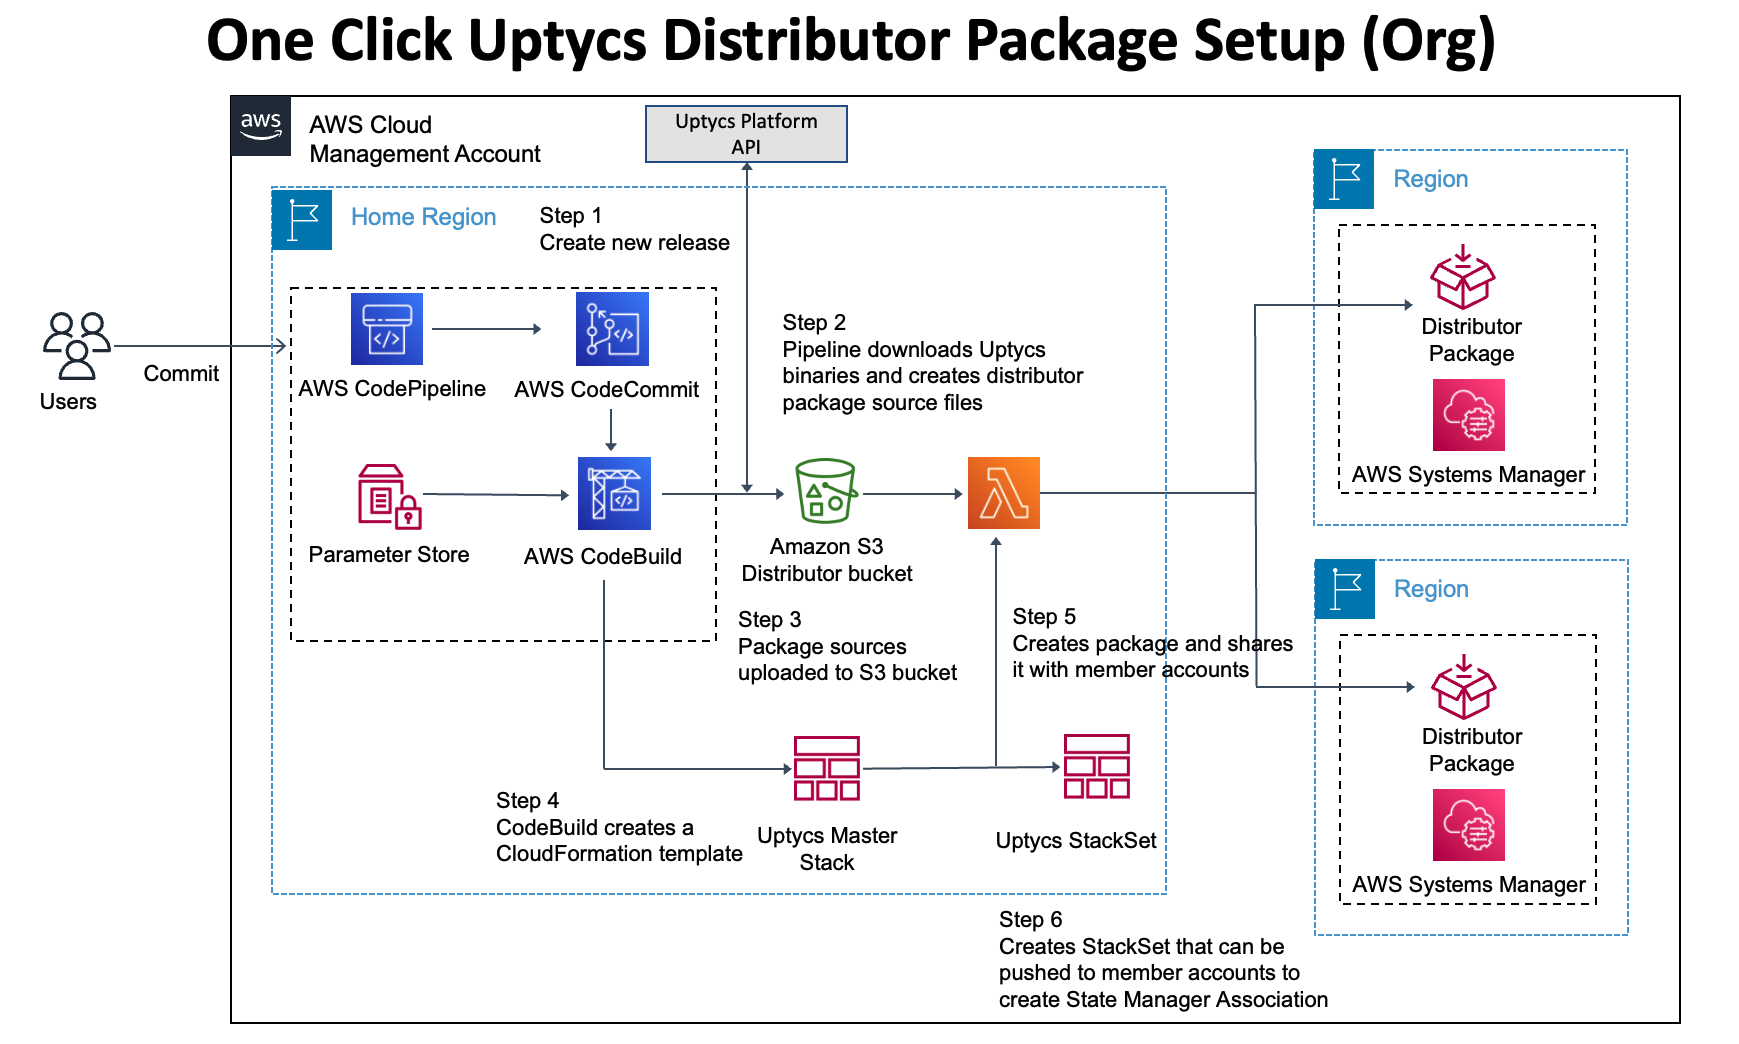 One Click Uptycs Distributor Package Setup (Org)
aws
AWS Cloud
Management Account
Uptycs Platform
API
Home Region
Step 1
Create new release
Users
Commit
AWS CodePipeline
AWS CodeCommit
Parameter Store
AWS CodeBuild
Step 2
Pipeline downloads Uptycs
binaries and creates distributor
package source files
Amazon S3
Distributor bucket
Step 3
Package sources
uploaded to S3 bucket
Step 4
CodeBuild creates a
CloudFormation template
Uptycs Master
Stack
Step 5
Creates package and shares
it with member accounts
Uptycs StackSet
Step 6
Creates StackSet that can be
pushed to member accounts to
create State Manager Association
Region
Distributor
Package
AWS Systems Manager
Region
Distributor
Package
AWS Systems Manager